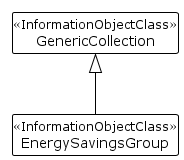 «InformationObjectClass»
GenericCollection
«InformationObjectClass»
EnergySavingsGroup